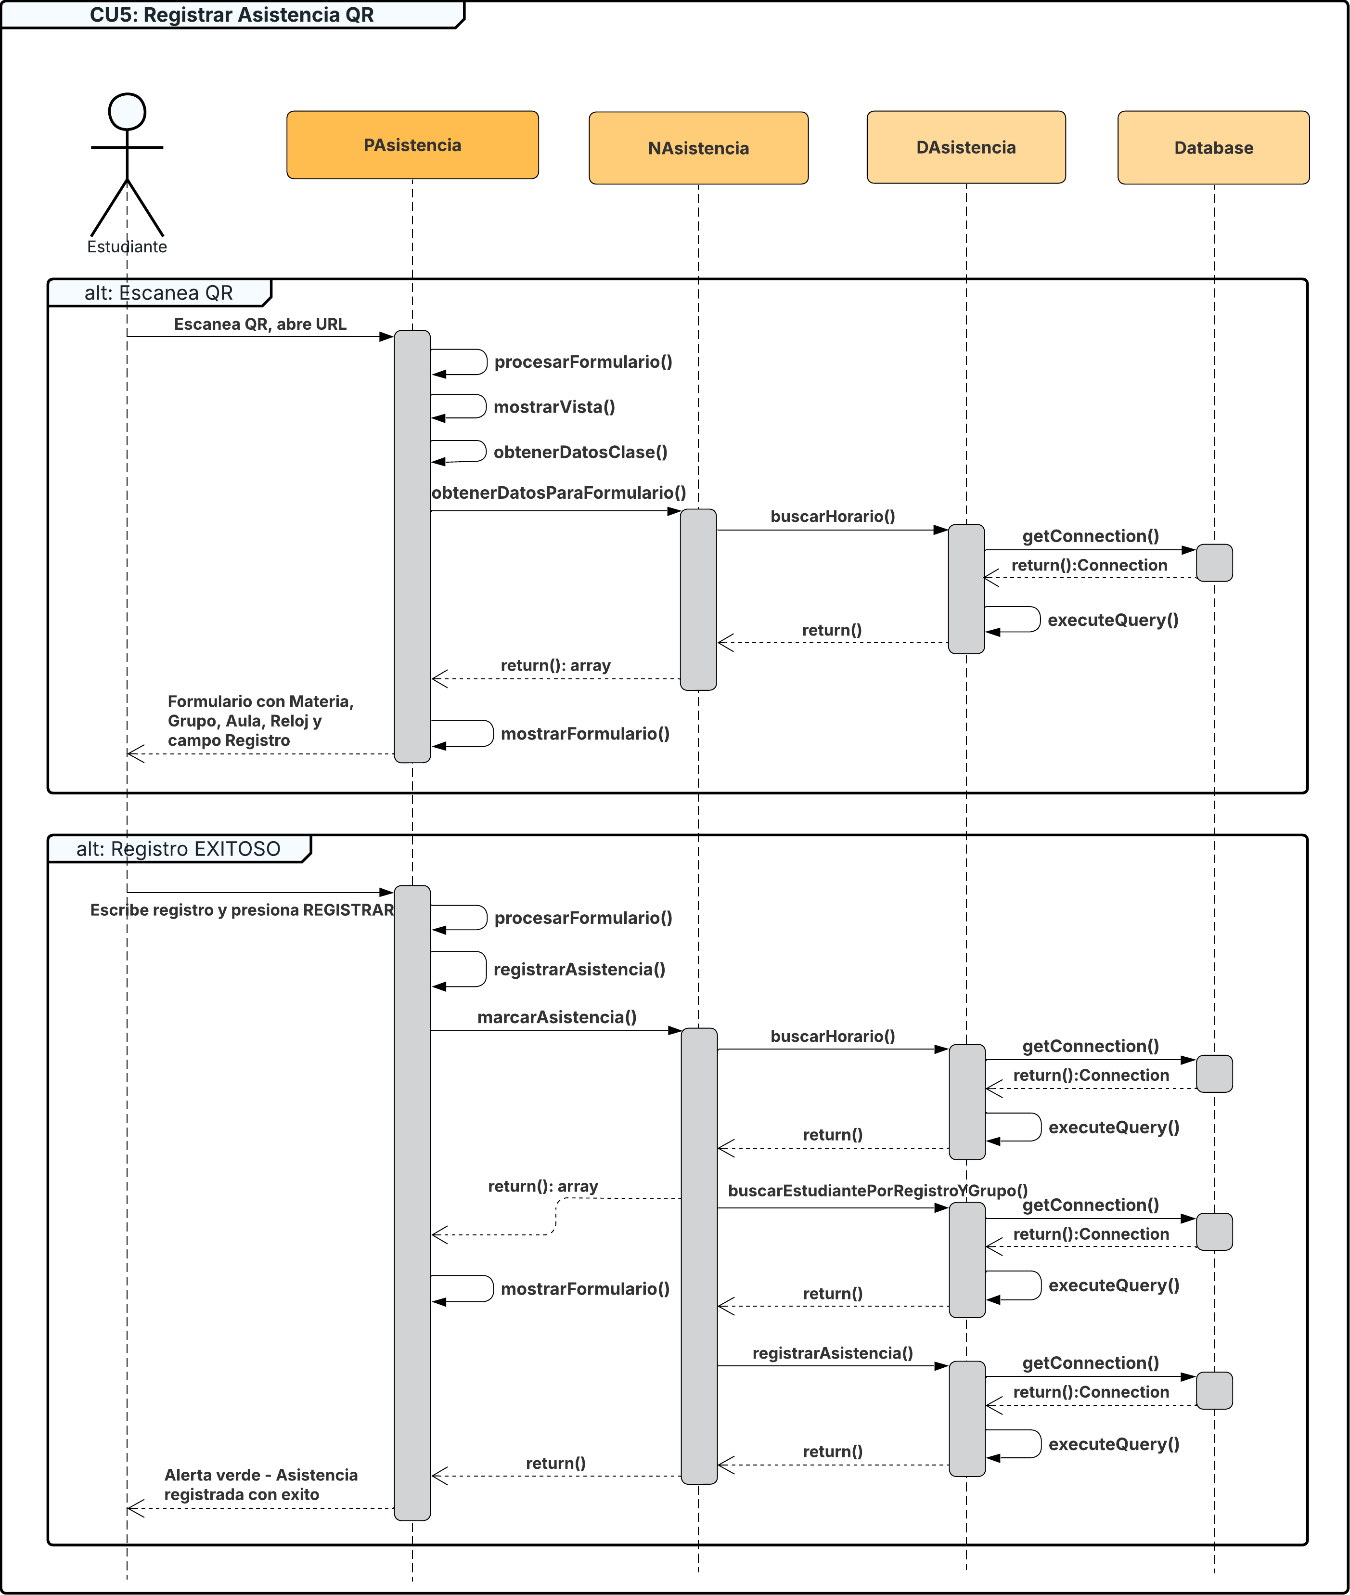 CU5: Registrar Asistencia QR
PAsistencia
NAsistencia
DAsistencia
Database
Estudiante
alt: Escanea QR
Escanea QR, abre URL
procesarFormulario()
mostrarVista()
obtenerDatosClase()
obtenerDatosParaFormulario()
buscarHorario()
getConnection()
return():Connection
executeQuery()
return()
return(): array
Formulario con Materia,
Grupo, Aula, Reloj y
campo Registro
mostrarFormulario()
alt: Registro EXITOSO
Escribe registro y presiona REGISTRAR
procesarFormulario()
registrarAsistencia()
marcarAsistencia()
buscarHorario()
getConnection()
return():Connection
executeQuery()
return()
return(): array
buscarEstudiantePorRegistroYGrupo()
getConnection()
return():Connection
executeQuery()
mostrarFormulario()
return()
registrarAsistencia()
getConnection()
return():Connection
executeQuery()
return()
return()
Alerta verde - Asistencia
registrada con exito